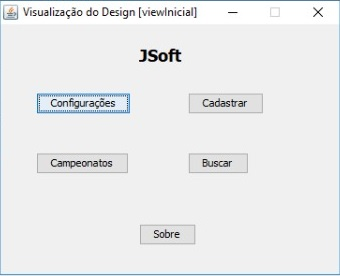 Visualização do Design [viewInicial]
JSoft
Configurações Cadastrar
Campeonatos Buscar
Sobre